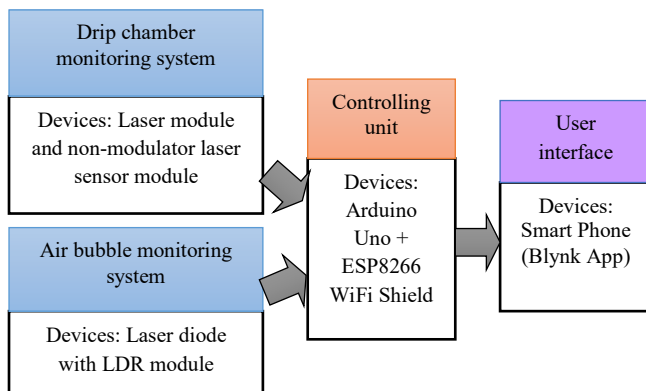 Drip chamber
monitoring system
Devices: Laser module
and non-modulator laser
sensor module
Air bubble monitoring
system
Devices: Laser diode
with LDR module
Controlling
unit
Devices:
Arduino
Uno +
ESP8266
WiFi Shield
User
interface
Devices:
Smart Phone
(Blynk App)